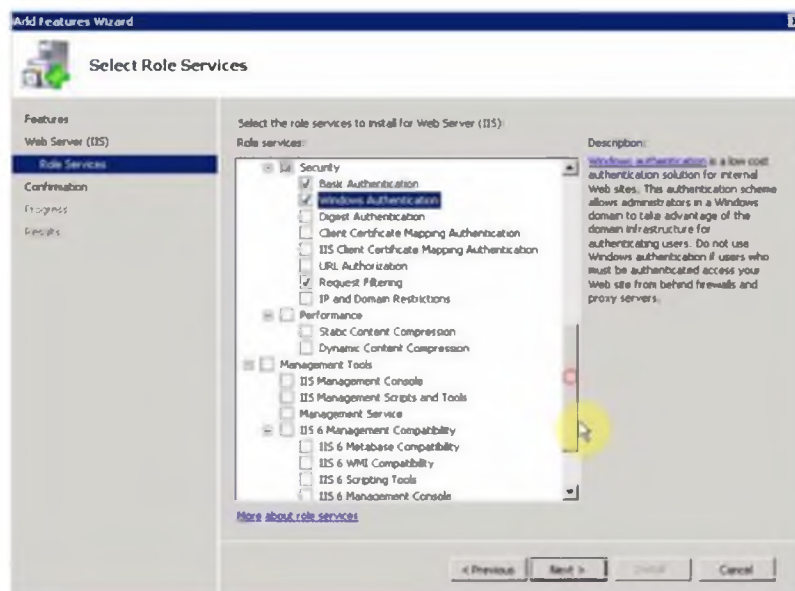 Add Features Wizard
Select Role Services
Features
Web Server (IIS)
Role Services
Confirmation
Progress
Results
Select the role services to install for Web Server (IIS):
Role services:
Security
Basic Authentication
Windows Authentication
Digest Authentication
Client Certificate Mapping Authentication
IIS Client Certificate Mapping Authentication
URL Authorization
Request Filtering
IP and Domain Restrictions
Performance
Static Content Compression
Dynamic Content Compression
Management Tools
IIS Management Console
IIS Management Scripts and Tools
Management Service
IIS 6 Management Compatibility
IIS 6 Metabase Compatibility
IIS 6 WMI Compatibility
IIS 6 Scripting Tools
IIS 6 Management Console
More about role services
Description:
Windows authentication is a low cost
authentication solution for internal
Web sites. This authentication scheme
allows administrators in a Windows
domain to take advantage of the
domain infrastructure for
authenticating users. Do not use
Windows authentication if users who
must be authenticated access your
Web site from behind firewalls and
proxy servers.
< Previous
Next >
Install
Cancel